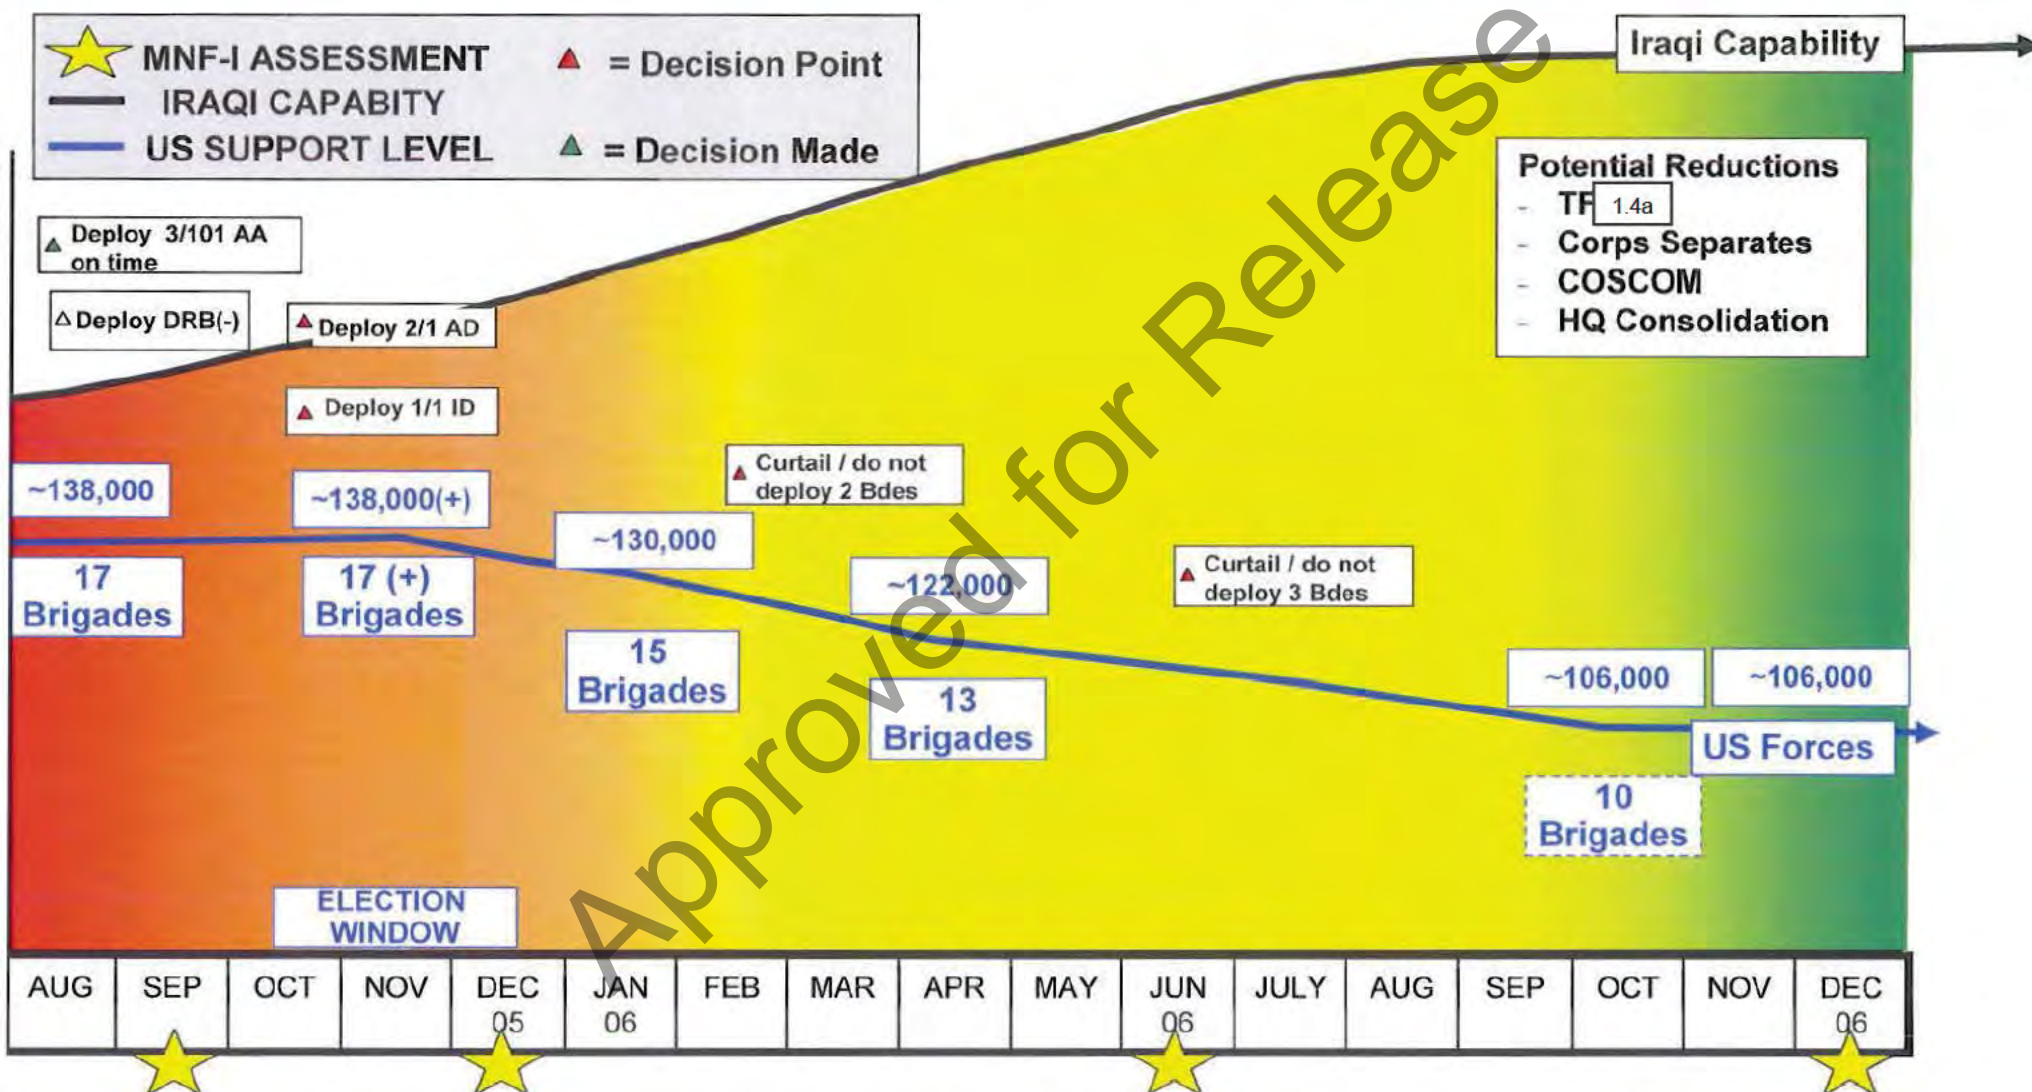 MNF-I ASSESSMENT
= Decision Point
IRAQI CAPABITY
US SUPPORT LEVEL
= Decision Made
Iraqi Capability
Deploy 3/101 AA
on time
Deploy DRB(-)
Deploy 2/1 AD
Deploy 1/1 ID
Potential Reductions
- TF 1.4a
- Corps Separates
- COSCOM
- HQ Consolidation
~138,000
~138,000(+)
~130,000
Curtail / do not
deploy 2 Bdes
~122,000
Curtail / do not
deploy 3 Bdes
~106,000
~106,000
17
Brigades
17 (+)
Brigades
15
Brigades
13
Brigades
US Forces
10
Brigades
ELECTION
WINDOW
Approved for Release
AUG SEP OCT NOV DEC JAN FEB MAR APR MAY JUN JULY AUG SEP OCT NOV DEC
05 06 06 06